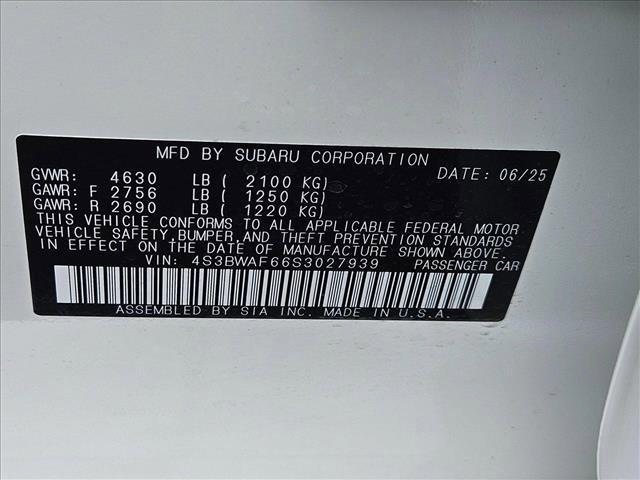 MFD BY SUBARU CORPORATION DATE: 06/25
GVWR: 4630 LB ( 2100 KG)
GAWR: F 2756 LB ( 1250 KG)
GAWR: R 2690 LB ( 1220 KG)
THIS VEHICLE CONFORMS TO ALL APPLICABLE FEDERAL MOTOR
VEHICLE SAFETY, BUMPER, AND THEFT PREVENTION STANDARDS
IN EFFECT ON THE DATE OF MANUFACTURE SHOWN ABOVE.
VIN: 4S3BWAF66S3027939 PASSENGER CAR
ASSEMBLED BY SIA INC. MADE IN U.S.A.